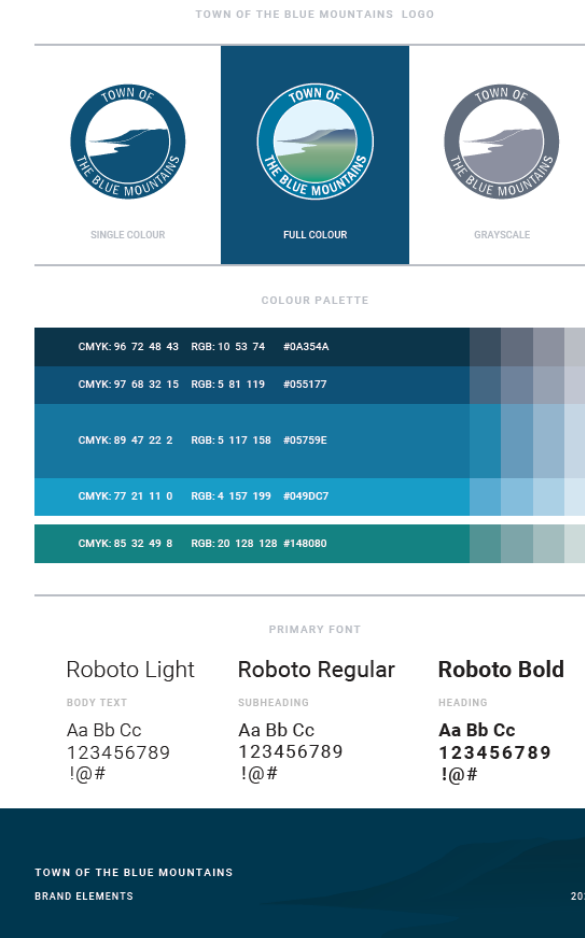 TOWN OF THE BLUE MOUNTAINS LOGO
TOWN OF
THE BLUE MOUNTAINS
TOWN OF
THE BLUE MOUNTAINS
TOWN OF
THE BLUE MOUNTAINS
SINGLE COLOUR
FULL COLOUR
GRAYSCALE
COLOUR PALETTE
CMYK: 96 72 48 43 RGB: 10 53 74 #0A354A
CMYK: 97 68 32 15 RGB: 5 81 119 #055177
CMYK: 89 47 22 2 RGB: 5 117 158 #05759E
CMYK: 77 21 11 0 RGB: 4 157 199 #049DC7
CMYK: 85 32 49 8 RGB: 20 128 128 #148080
PRIMARY FONT
Roboto Light
BODY TEXT
Aa Bb Cc
123456789
!@#
Roboto Regular
SUBHEADING
Aa Bb Cc
123456789
!@#
Roboto Bold
HEADING
Aa Bb Cc
123456789
!@#
TOWN OF THE BLUE MOUNTAINS
BRAND ELEMENTS